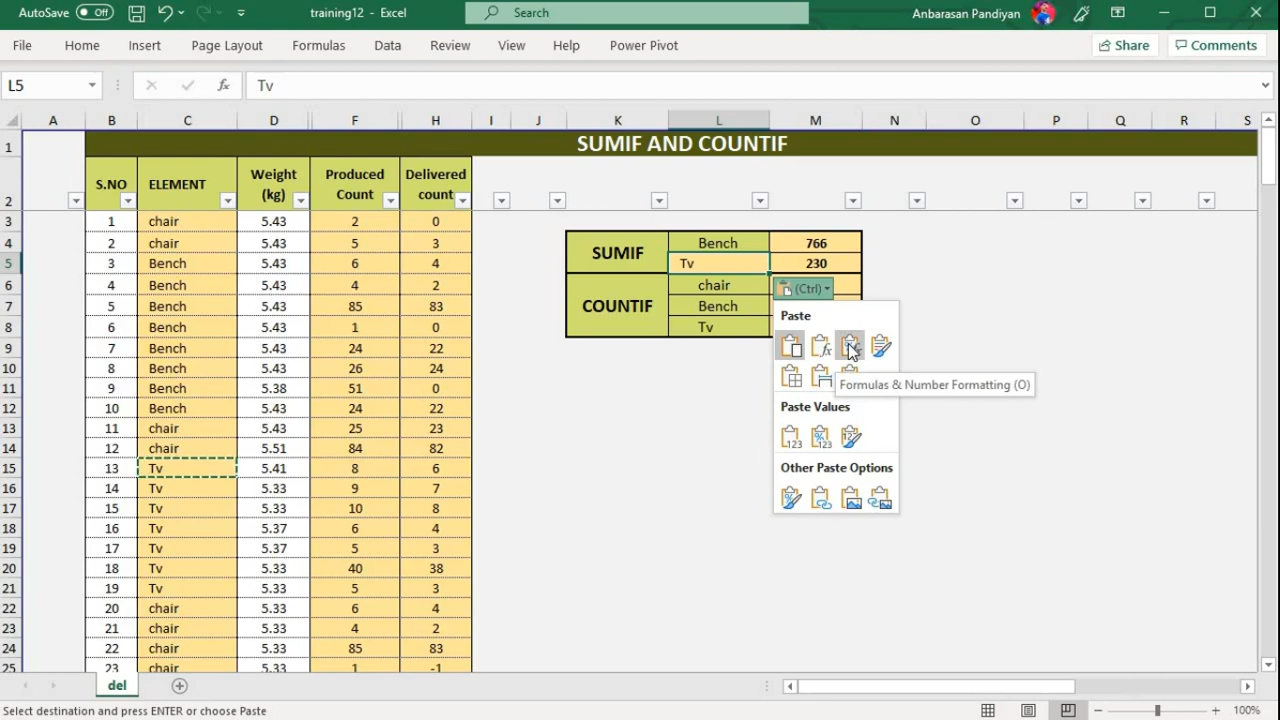 AutoSave Off training12 - Excel Search Anbarasan Pandiyan
File Home Insert Page Layout Formulas Data Review View Help Power Pivot Share Comments
L5 fx Tv
A B C D F H I J K L M N O P Q R S
1 SUMIF AND COUNTIF
2 S.NO ELEMENT Weight (kg) Produced Count Delivered count
3 1 chair 5.43 2 0
4 2 chair 5.43 5 3 SUMIF Bench 766
5 3 Bench 5.43 6 4 Tv 230
6 4 Bench 5.43 4 2 COUNTIF chair (Ctrl)
7 5 Bench 5.43 85 83 Bench
8 6 Bench 5.43 1 0 Tv
9 7 Bench 5.43 24 22
10 8 Bench 5.43 26 24
11 9 Bench 5.38 51 0
12 10 Bench 5.43 24 22
13 11 chair 5.43 25 23
14 12 chair 5.51 84 82
15 13 Tv 5.41 8 6
16 14 Tv 5.33 9 7
17 15 Tv 5.33 10 8
18 16 Tv 5.37 6 4
19 17 Tv 5.37 5 3
20 18 Tv 5.33 40 38
21 19 Tv 5.33 5 3
22 20 chair 5.33 6 4
23 21 chair 5.33 4 2
24 22 chair 5.33 85 83
25 23 chair 5.33 1 -1
Paste
Formulas & Number Formatting (O)
Paste Values
123 123 123
Other Paste Options
del
Select destination and press ENTER or choose Paste 100%